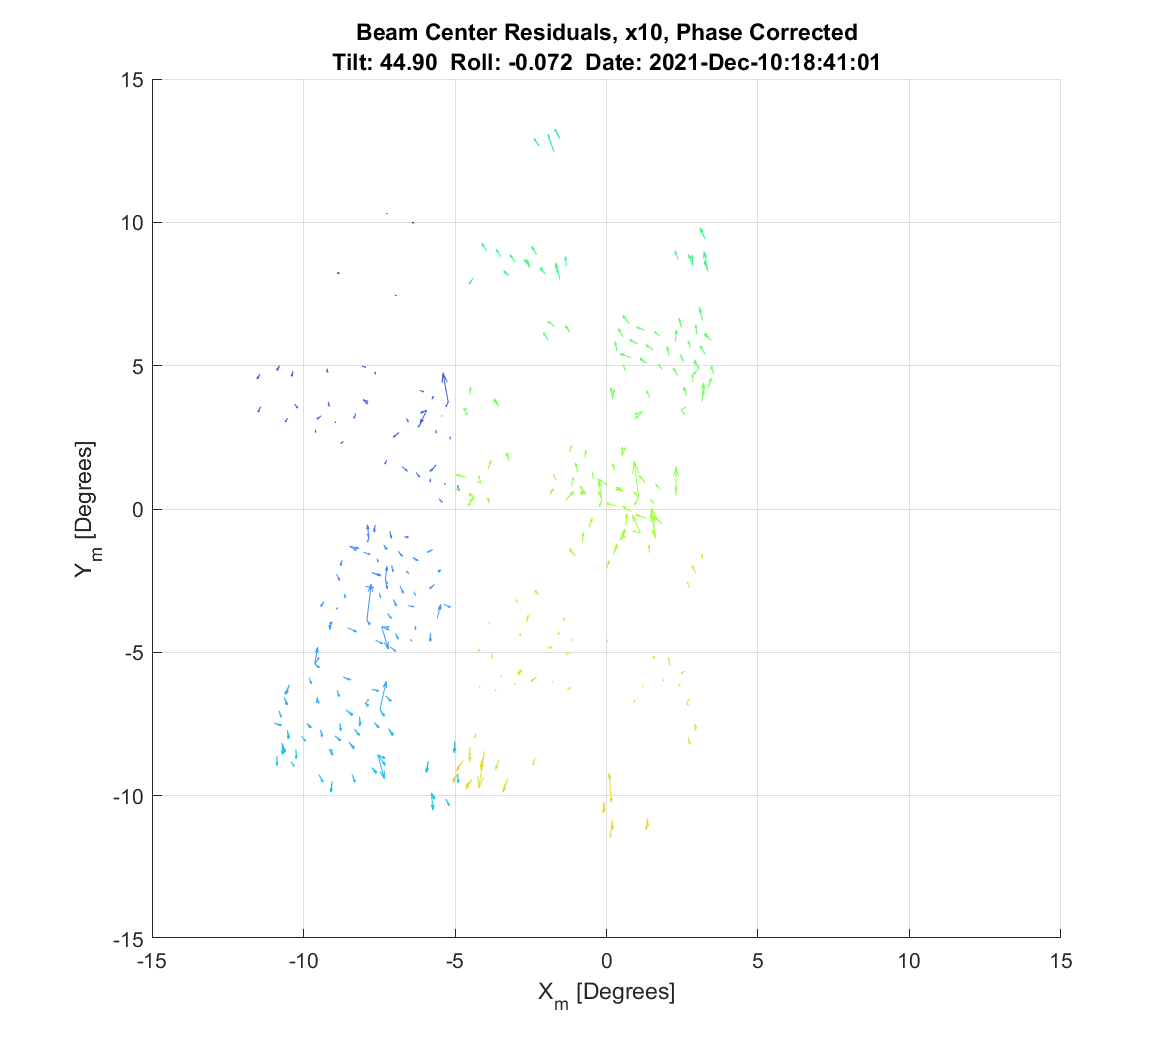 Beam Center Residuals, x10, Phase Corrected
Tilt: 44.90  Roll: -0.072  Date: 2021-Dec-10:18:41:01
15
10
5
0
-5
-10
-15
Y_m [Degrees]
-15 -10 -5 0 5 10 15
X_m [Degrees]